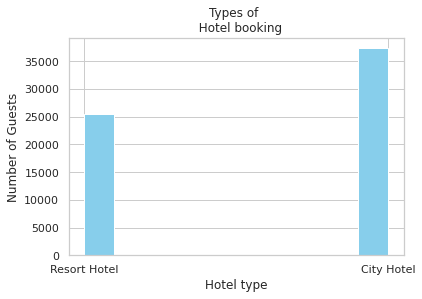 Types of
Hotel booking
Number of Guests
35000
30000
25000
20000
15000
10000
5000
0
Resort Hotel
City Hotel
Hotel type